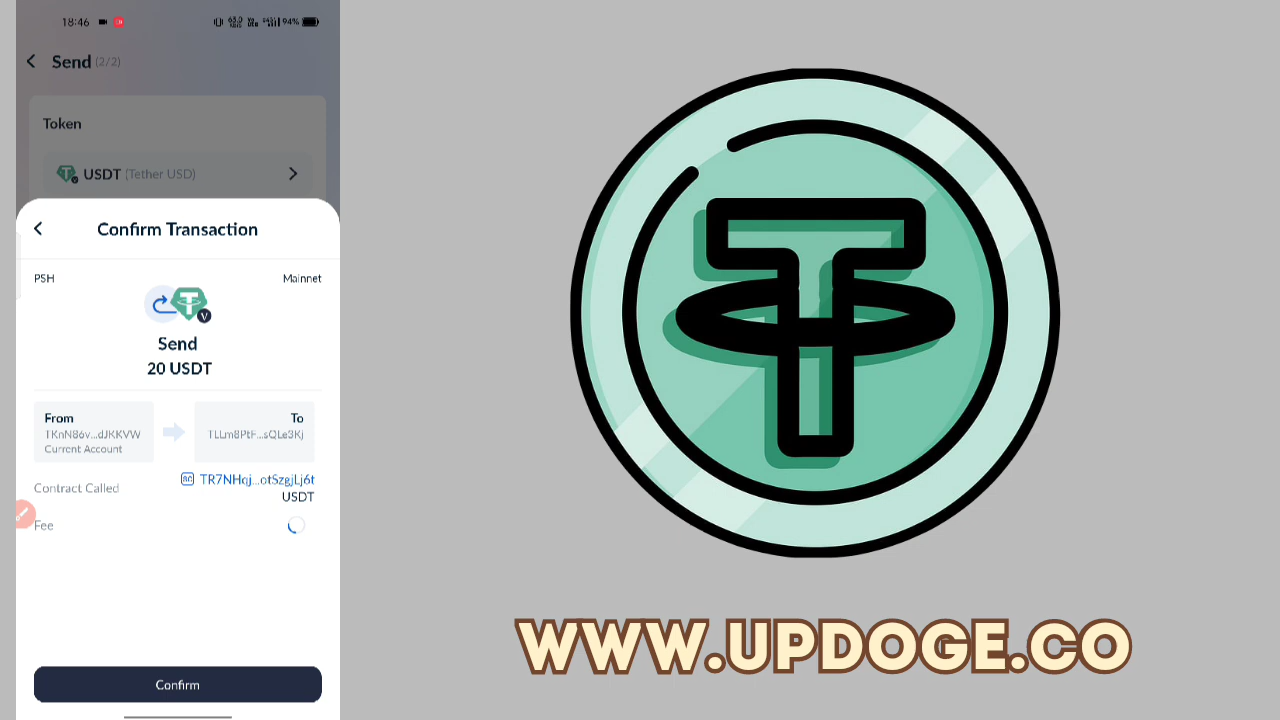 18:46
94%
Send (2/2)
Token
USDT (Tether USD)
Confirm Transaction
PSH
Mainnet
Send
20 USDT
From
TKnN86v...dJKKVW
Current Account
To
TLLm8PtF...sQLe3Kj
Contract Called
TR7NHqj...otSzgjLj6t
USDT
Fee
Confirm
WWW.UPDOGE.CO